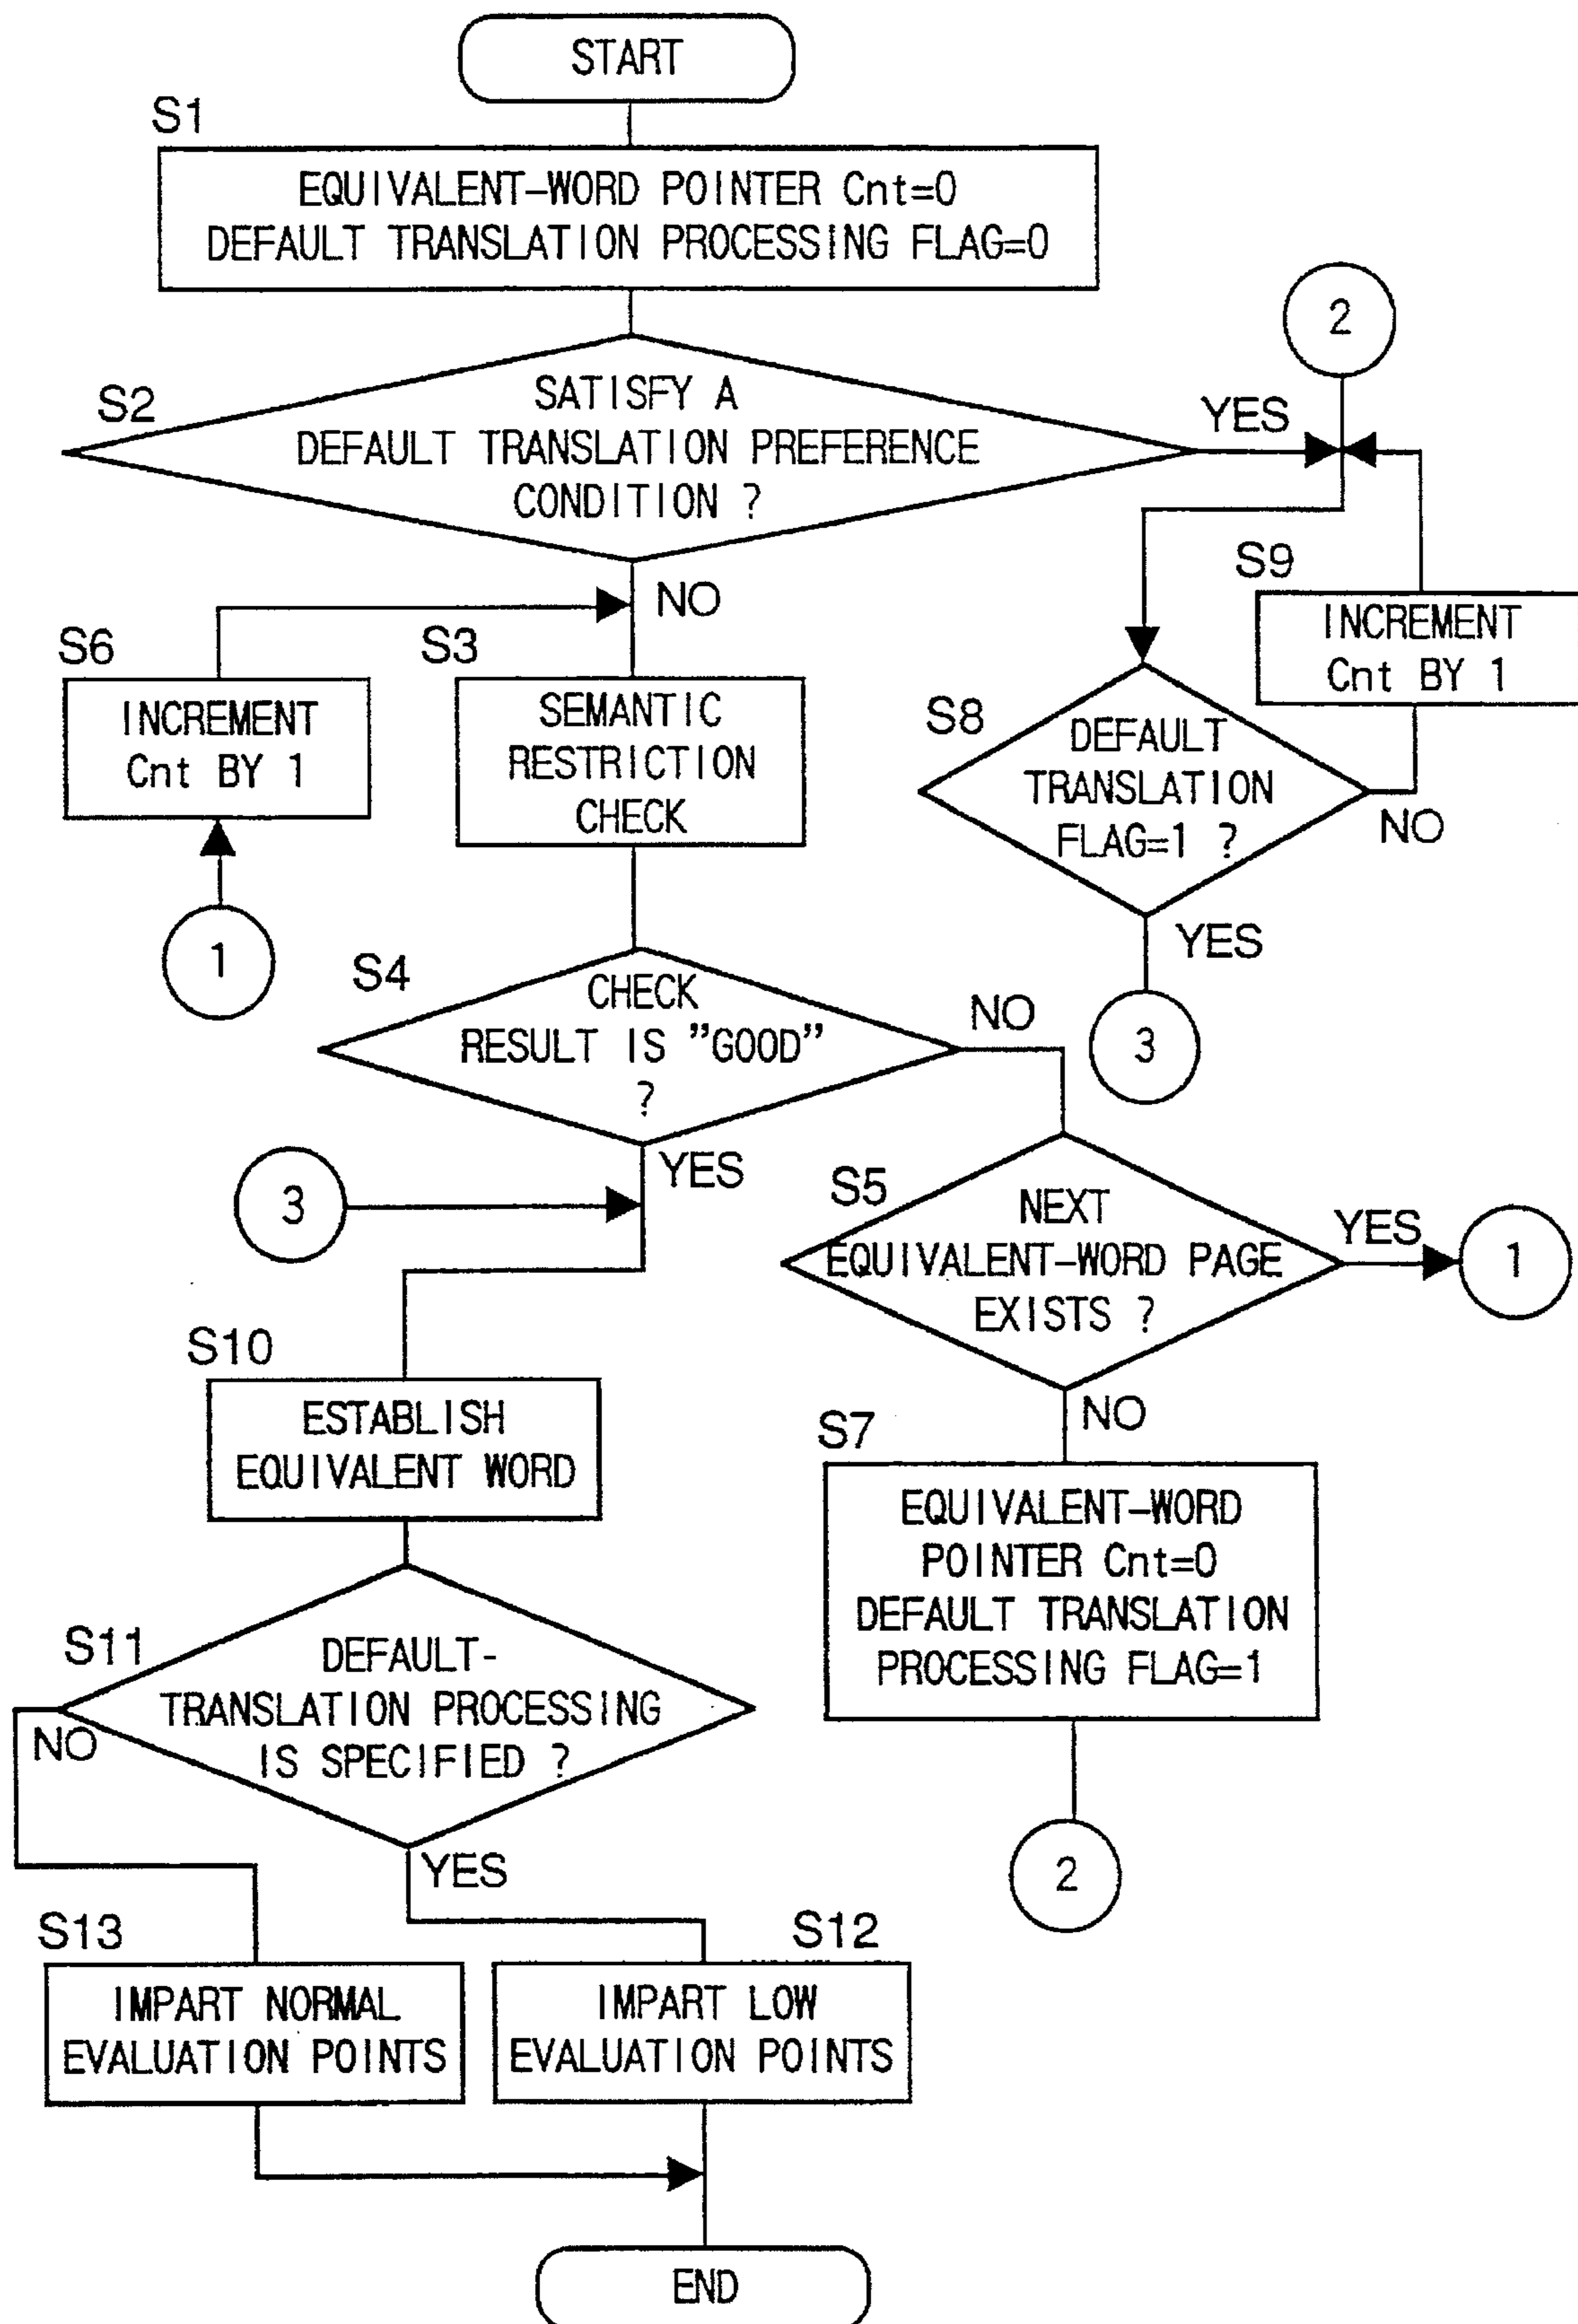 START
S1
EQUIVALENT-WORD POINTER Cnt=0
DEFAULT TRANSLATION PROCESSING FLAG=0
2
S2
SATISFY A
DEFAULT TRANSLATION PREFERENCE
CONDITION ?
YES
NO
S9
INCREMENT
Cnt BY 1
S6
INCREMENT
Cnt BY 1
S3
SEMANTIC
RESTRICTION
CHECK
S8
DEFAULT
TRANSLATION
FLAG=1 ?
NO
YES
1
3
S4
CHECK
RESULT IS "GOOD"
?
NO
YES
3
S5
NEXT
EQUIVALENT-WORD PAGE
EXISTS ?
YES
1
NO
S10
ESTABLISH
EQUIVALENT WORD
S7
EQUIVALENT-WORD
POINTER Cnt=0
DEFAULT TRANSLATION
PROCESSING FLAG=1
2
S11
DEFAULT-
TRANSLATION PROCESSING
IS SPECIFIED ?
NO
YES
S13
IMPART NORMAL
EVALUATION POINTS
S12
IMPART LOW
EVALUATION POINTS
END